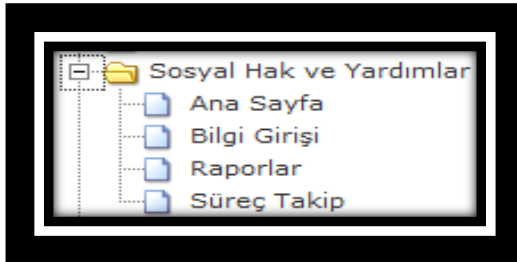 Sosyal Hak ve Yardımlar
Ana Sayfa
Bilgi Girişi
Raporlar
Süreç Takip